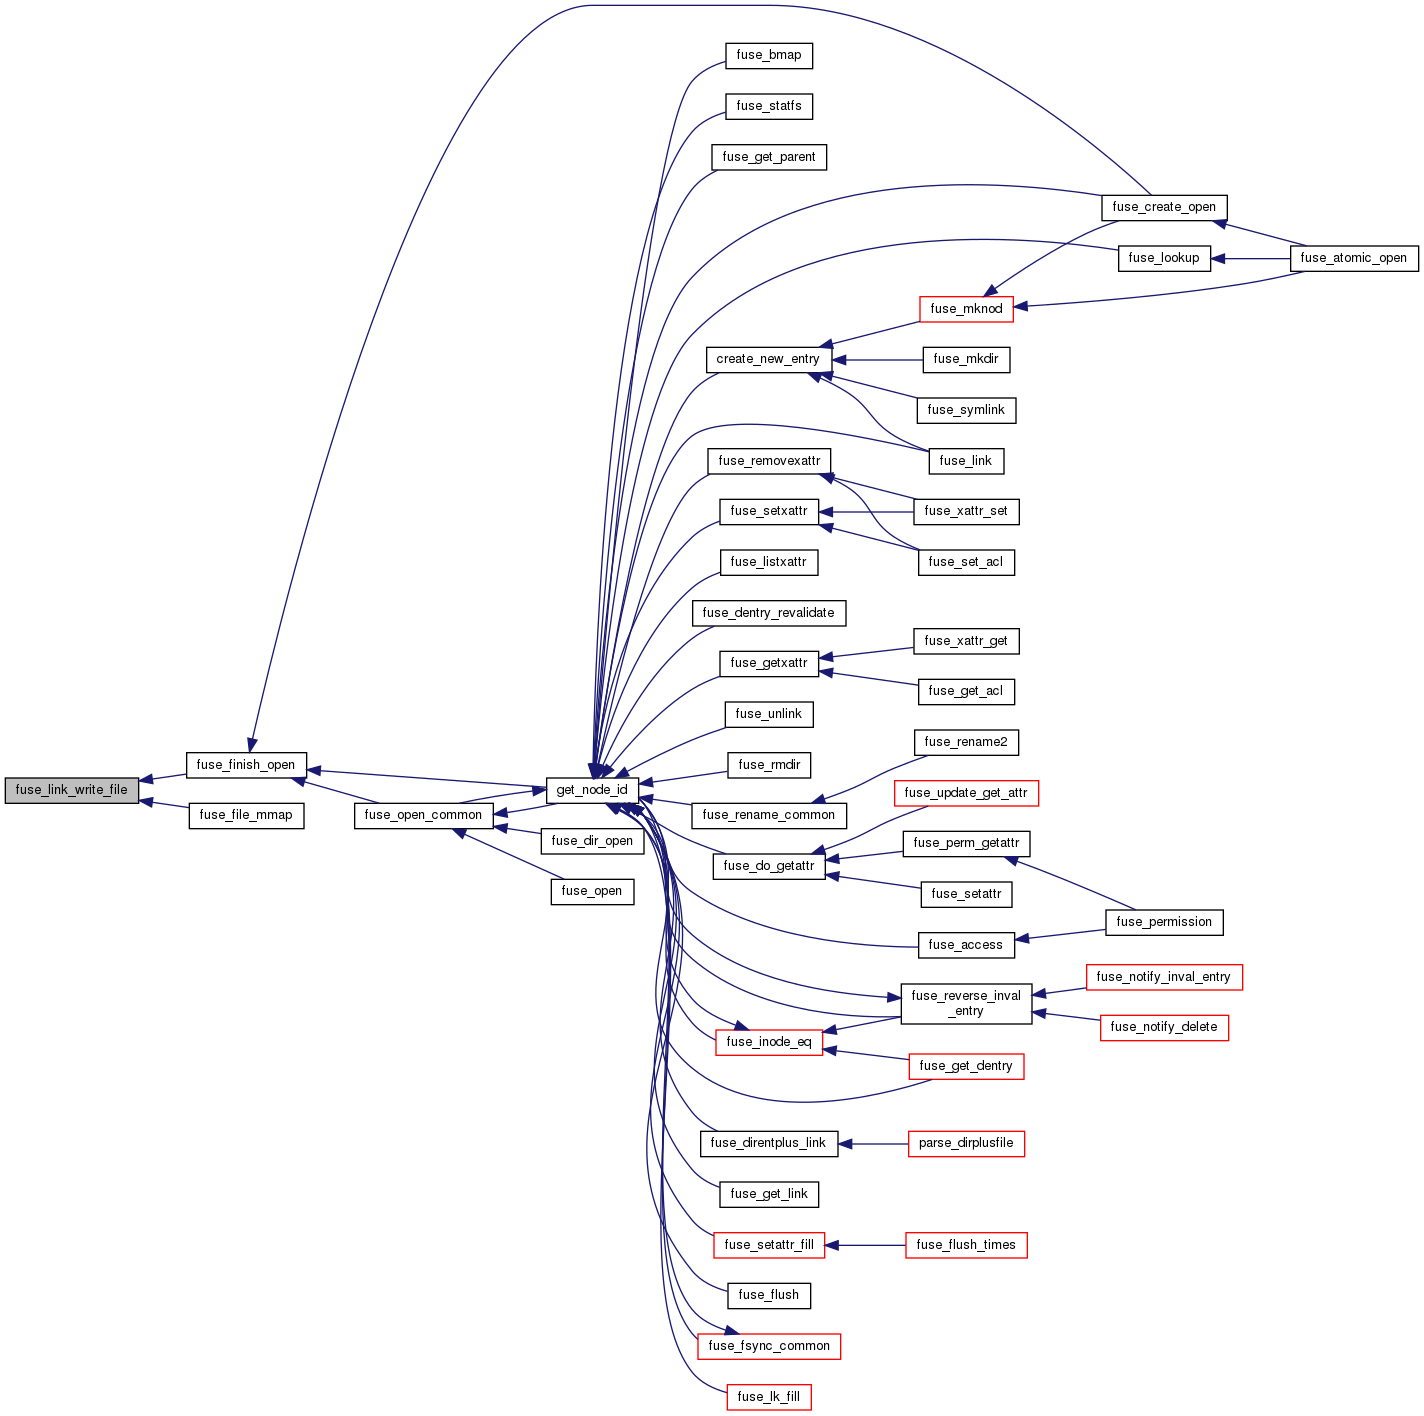 fuse_bmap
fuse_statfs
fuse_get_parent
fuse_create_open
fuse_lookup
fuse_atomic_open
fuse_mknod
create_new_entry
fuse_mkdir
fuse_symlink
fuse_link
fuse_removexattr
fuse_setxattr
fuse_xattr_set
fuse_listxattr
fuse_set_acl
fuse_dentry_revalidate
fuse_getxattr
fuse_xattr_get
fuse_get_acl
fuse_unlink
fuse_rename2
fuse_finish_open
fuse_rmdir
fuse_link_write_file
get_node_id
fuse_update_get_attr
fuse_file_mmap
fuse_open_common
fuse_rename_common
fuse_dir_open
fuse_perm_getattr
fuse_do_getattr
fuse_open
fuse_setattr
fuse_permission
fuse_access
fuse_notify_inval_entry
fuse_reverse_inval
_entry
fuse_notify_delete
fuse_inode_eq
fuse_get_dentry
fuse_direntplus_link
parse_dirplusfile
fuse_get_link
fuse_setattr_fill
fuse_flush_times
fuse_flush
fuse_fsync_common
fuse_lk_fill